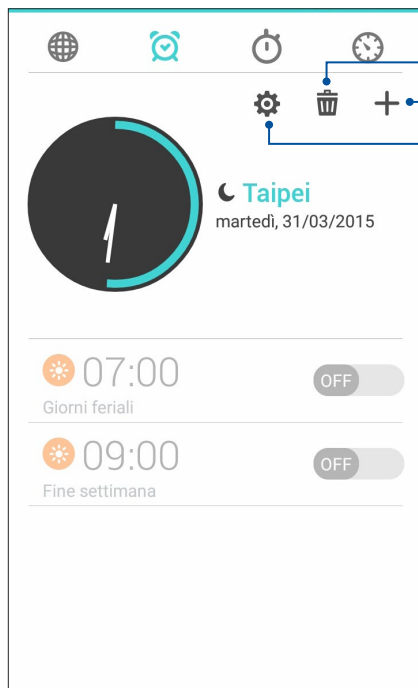 Taipei
martedì, 31/03/2015
07:00
OFF
Giorni feriali
09:00
OFF
Fine settimana